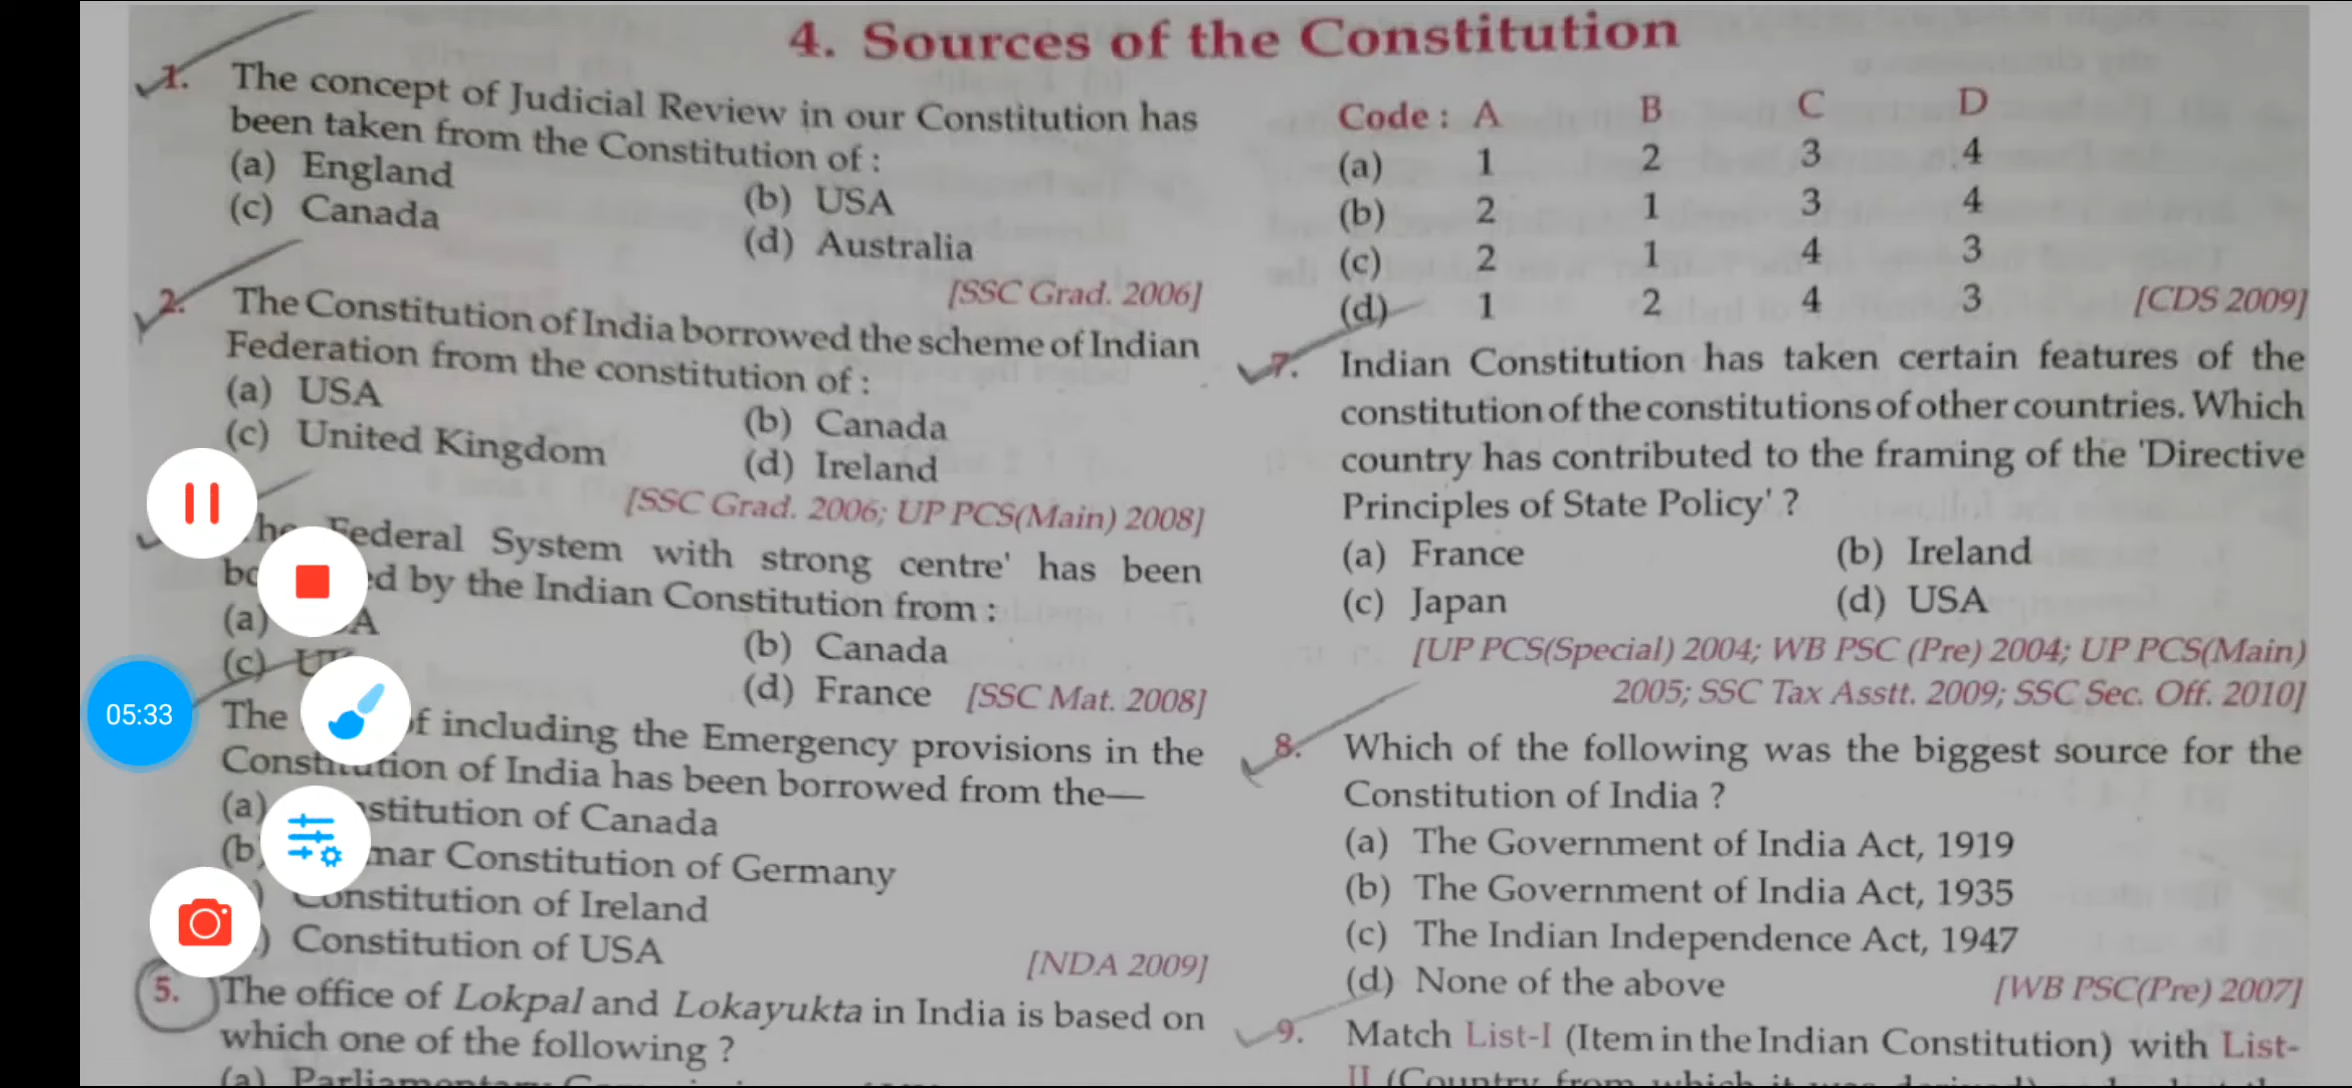 4. Sources of the Constitution
1. The concept of Judicial Review in our Constitution has
been taken from the Constitution of :
(a) England
(b) USA
(c) Canada
(d) Australia
[SSC Grad. 2006]
2. The Constitution of India borrowed the scheme of Indian
Federation from the constitution of :
(a) USA
(b) Canada
(c) United Kingdom
(d) Ireland
[SSC Grad. 2006; UP PCS(Main) 2008]
Federal System with strong centre' has been
by the Indian Constitution from :
(a)
(b) Canada
(c)
(d) France [SSC Mat. 2008]
The of including the Emergency provisions in the
Constitution of India has been borrowed from the—
(a) Constitution of Canada
(b) Constitution of Germany
Constitution of Ireland
Constitution of USA
[NDA 2009]
5. The office of Lokpal and Lokayukta in India is based on
which one of the following ?
(a)
Code : A B C D
(a) 1 2 3 4
(b) 2 1 3 4
(c) 2 1 4 3
(d) 1 2 4 3 [CDS 2009]
7. Indian Constitution has taken certain features of the
constitution of the constitutions of other countries. Which
country has contributed to the framing of the 'Directive
Principles of State Policy' ?
(a) France (b) Ireland
(c) Japan (d) USA
[UP PCS(Special) 2004; WB PSC (Pre) 2004; UP PCS(Main)
2005; SSC Tax Asstt. 2009; SSC Sec. Off. 2010]
8. Which of the following was the biggest source for the
Constitution of India ?
(a) The Government of India Act, 1919
(b) The Government of India Act, 1935
(c) The Indian Independence Act, 1947
(d) None of the above [WB PSC(Pre) 2007]
9. Match List-I (Item in the Indian Constitution) with List-
II (Country from which it was
05:33